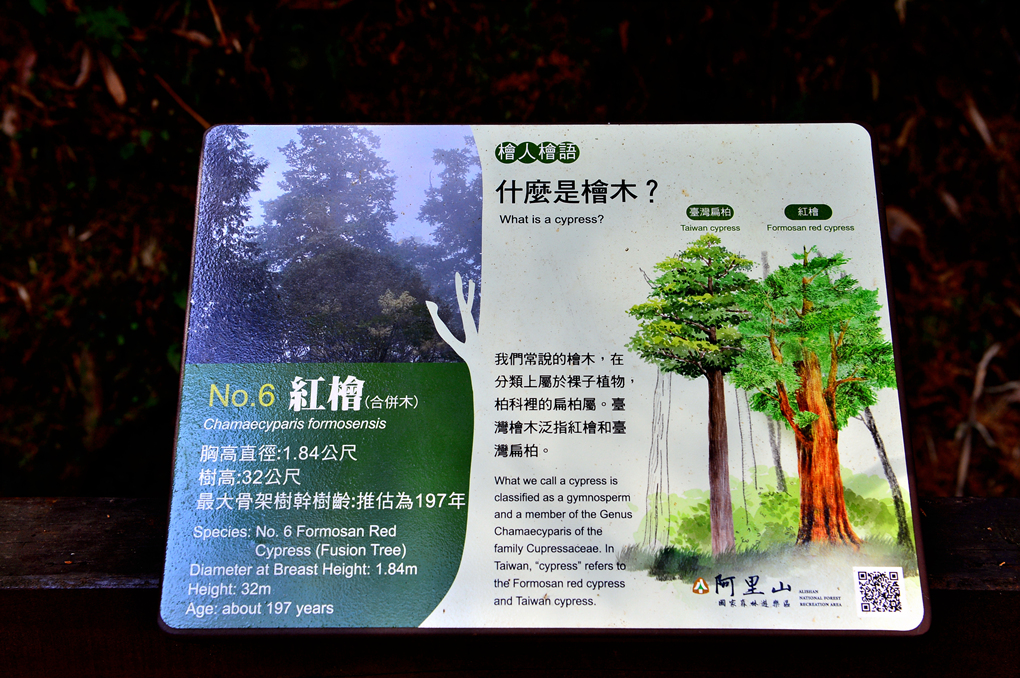 No.6 紅檜(合併木)
Chamaecyparis formosensis
胸高直徑:1.84公尺
樹高:32公尺
最大骨架樹幹樹齡:推估為197年
Species: No. 6 Formosan Red
Cypress (Fusion Tree)
Diameter at Breast Height: 1.84m
Height: 32m
Age: about 197 years
檜人檜語
什麼是檜木？
What is a cypress?
臺灣扁柏
Taiwan cypress
紅檜
Formosan red cypress
我們常說的檜木，在
分類上屬於裸子植物，
柏科裡的扁柏屬。臺
灣檜木泛指紅檜和臺
灣扁柏。
What we call a cypress is
classified as a gymnosperm
and a member of the Genus
Chamaecyparis of the
family Cupressaceae. In
Taiwan, “cypress” refers to
the Formosan red cypress
and Taiwan cypress.
阿里山
國家森林遊樂區
ALISHAN
NATIONAL FOREST
RECREATION AREA